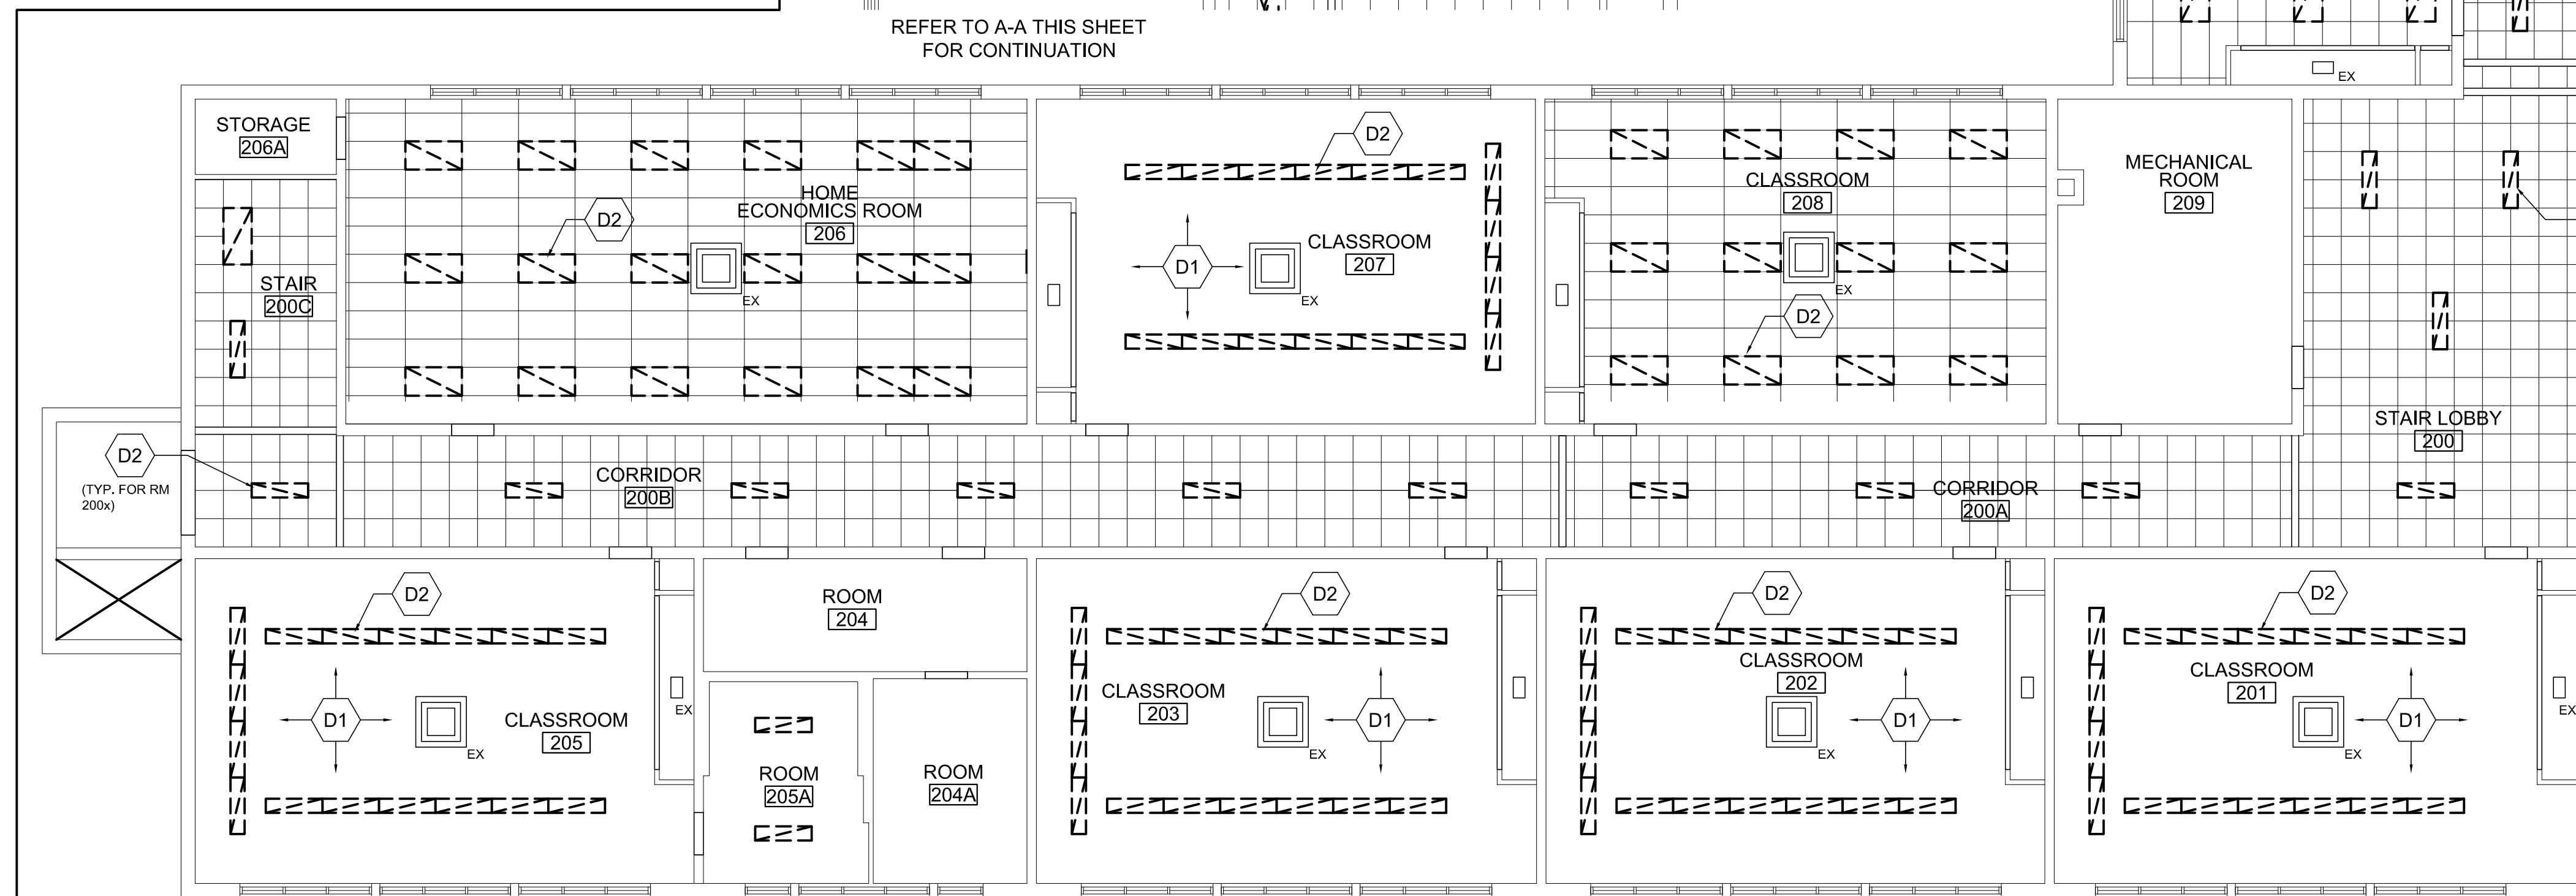 REFER TO A-A THIS SHEET
FOR CONTINUATION
EX
STORAGE
206A
D2
HOME
ECONOMICS ROOM
206
D2
EX
STAIR
200C
CLASSROOM
207
D1
EX
CLASSROOM
208
EX
D2
MECHANICAL
ROOM
209
STAIR LOBBY
200
D2
(TYP. FOR RM
200x)
CORRIDOR
200B
CORRIDOR
200A
D2
D1
EX
CLASSROOM
205
EX
ROOM
204
ROOM
205A
ROOM
204A
D2
CLASSROOM
203
EX
D1
D2
CLASSROOM
202
EX
D1
D2
CLASSROOM
201
EX
D1
EX